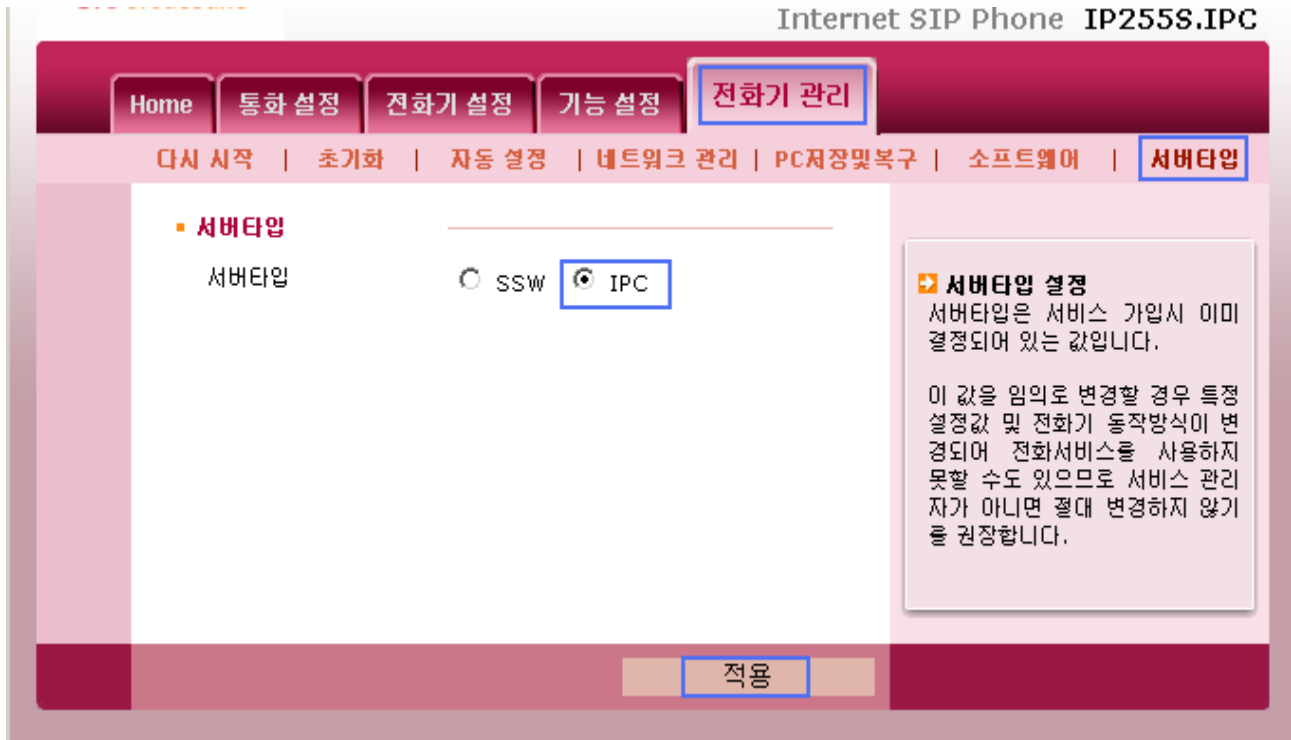 Internet SIP Phone IP255S.IPC
Home 통화 설정 전화기 설정 기능 설정 전화기 관리
다시 시작 | 초기화 | 자동 설정 | 네트워크 관리 | PC저장및복구 | 소프트웨어 | 서버타입
서버타입
서버타입 SSW IPC
서버타입 설정
서버타입은 서비스 가입시 이미
결정되어 있는 값입니다.
이 값을 임의로 변경할 경우 특정
설정값 및 전화기 동작방식이 변
경되어 전화서비스를 사용하지
못할 수도 있으므로 서비스 관리
자가 아니면 절대 변경하지 않기
를 권장합니다.
적용